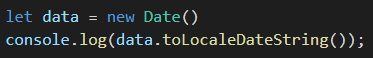 let data = new Date()
console.log(data.toLocaleDateString());